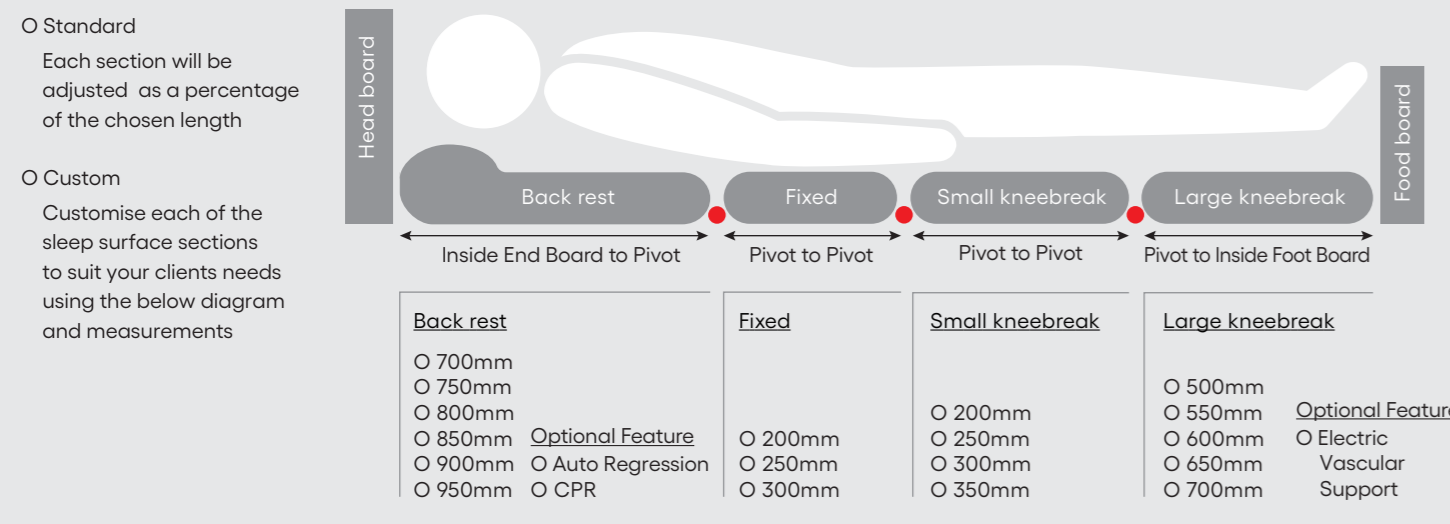 O Standard
Each section will be
adjusted as a percentage
of the chosen length
O Custom
Customise each of the
sleep surface sections
to suit your clients needs
using the below diagram
and measurements
Head board
Food board
Back rest
Fixed
Small kneebreak
Large kneebreak
Inside End Board to Pivot
Pivot to Pivot
Pivot to Pivot
Pivot to Inside Foot Board
Back rest
O 700mm
O 750mm
O 800mm
O 850mm
O 900mm
O 950mm
Optional Feature
O Auto Regression
O CPR
Fixed
O 200mm
O 250mm
O 300mm
Small kneebreak
O 200mm
O 250mm
O 300mm
O 350mm
Large kneebreak
O 500mm
O 550mm
O 600mm
O 650mm
O 700mm
Optional Feature
O Electric
Vascular
Support